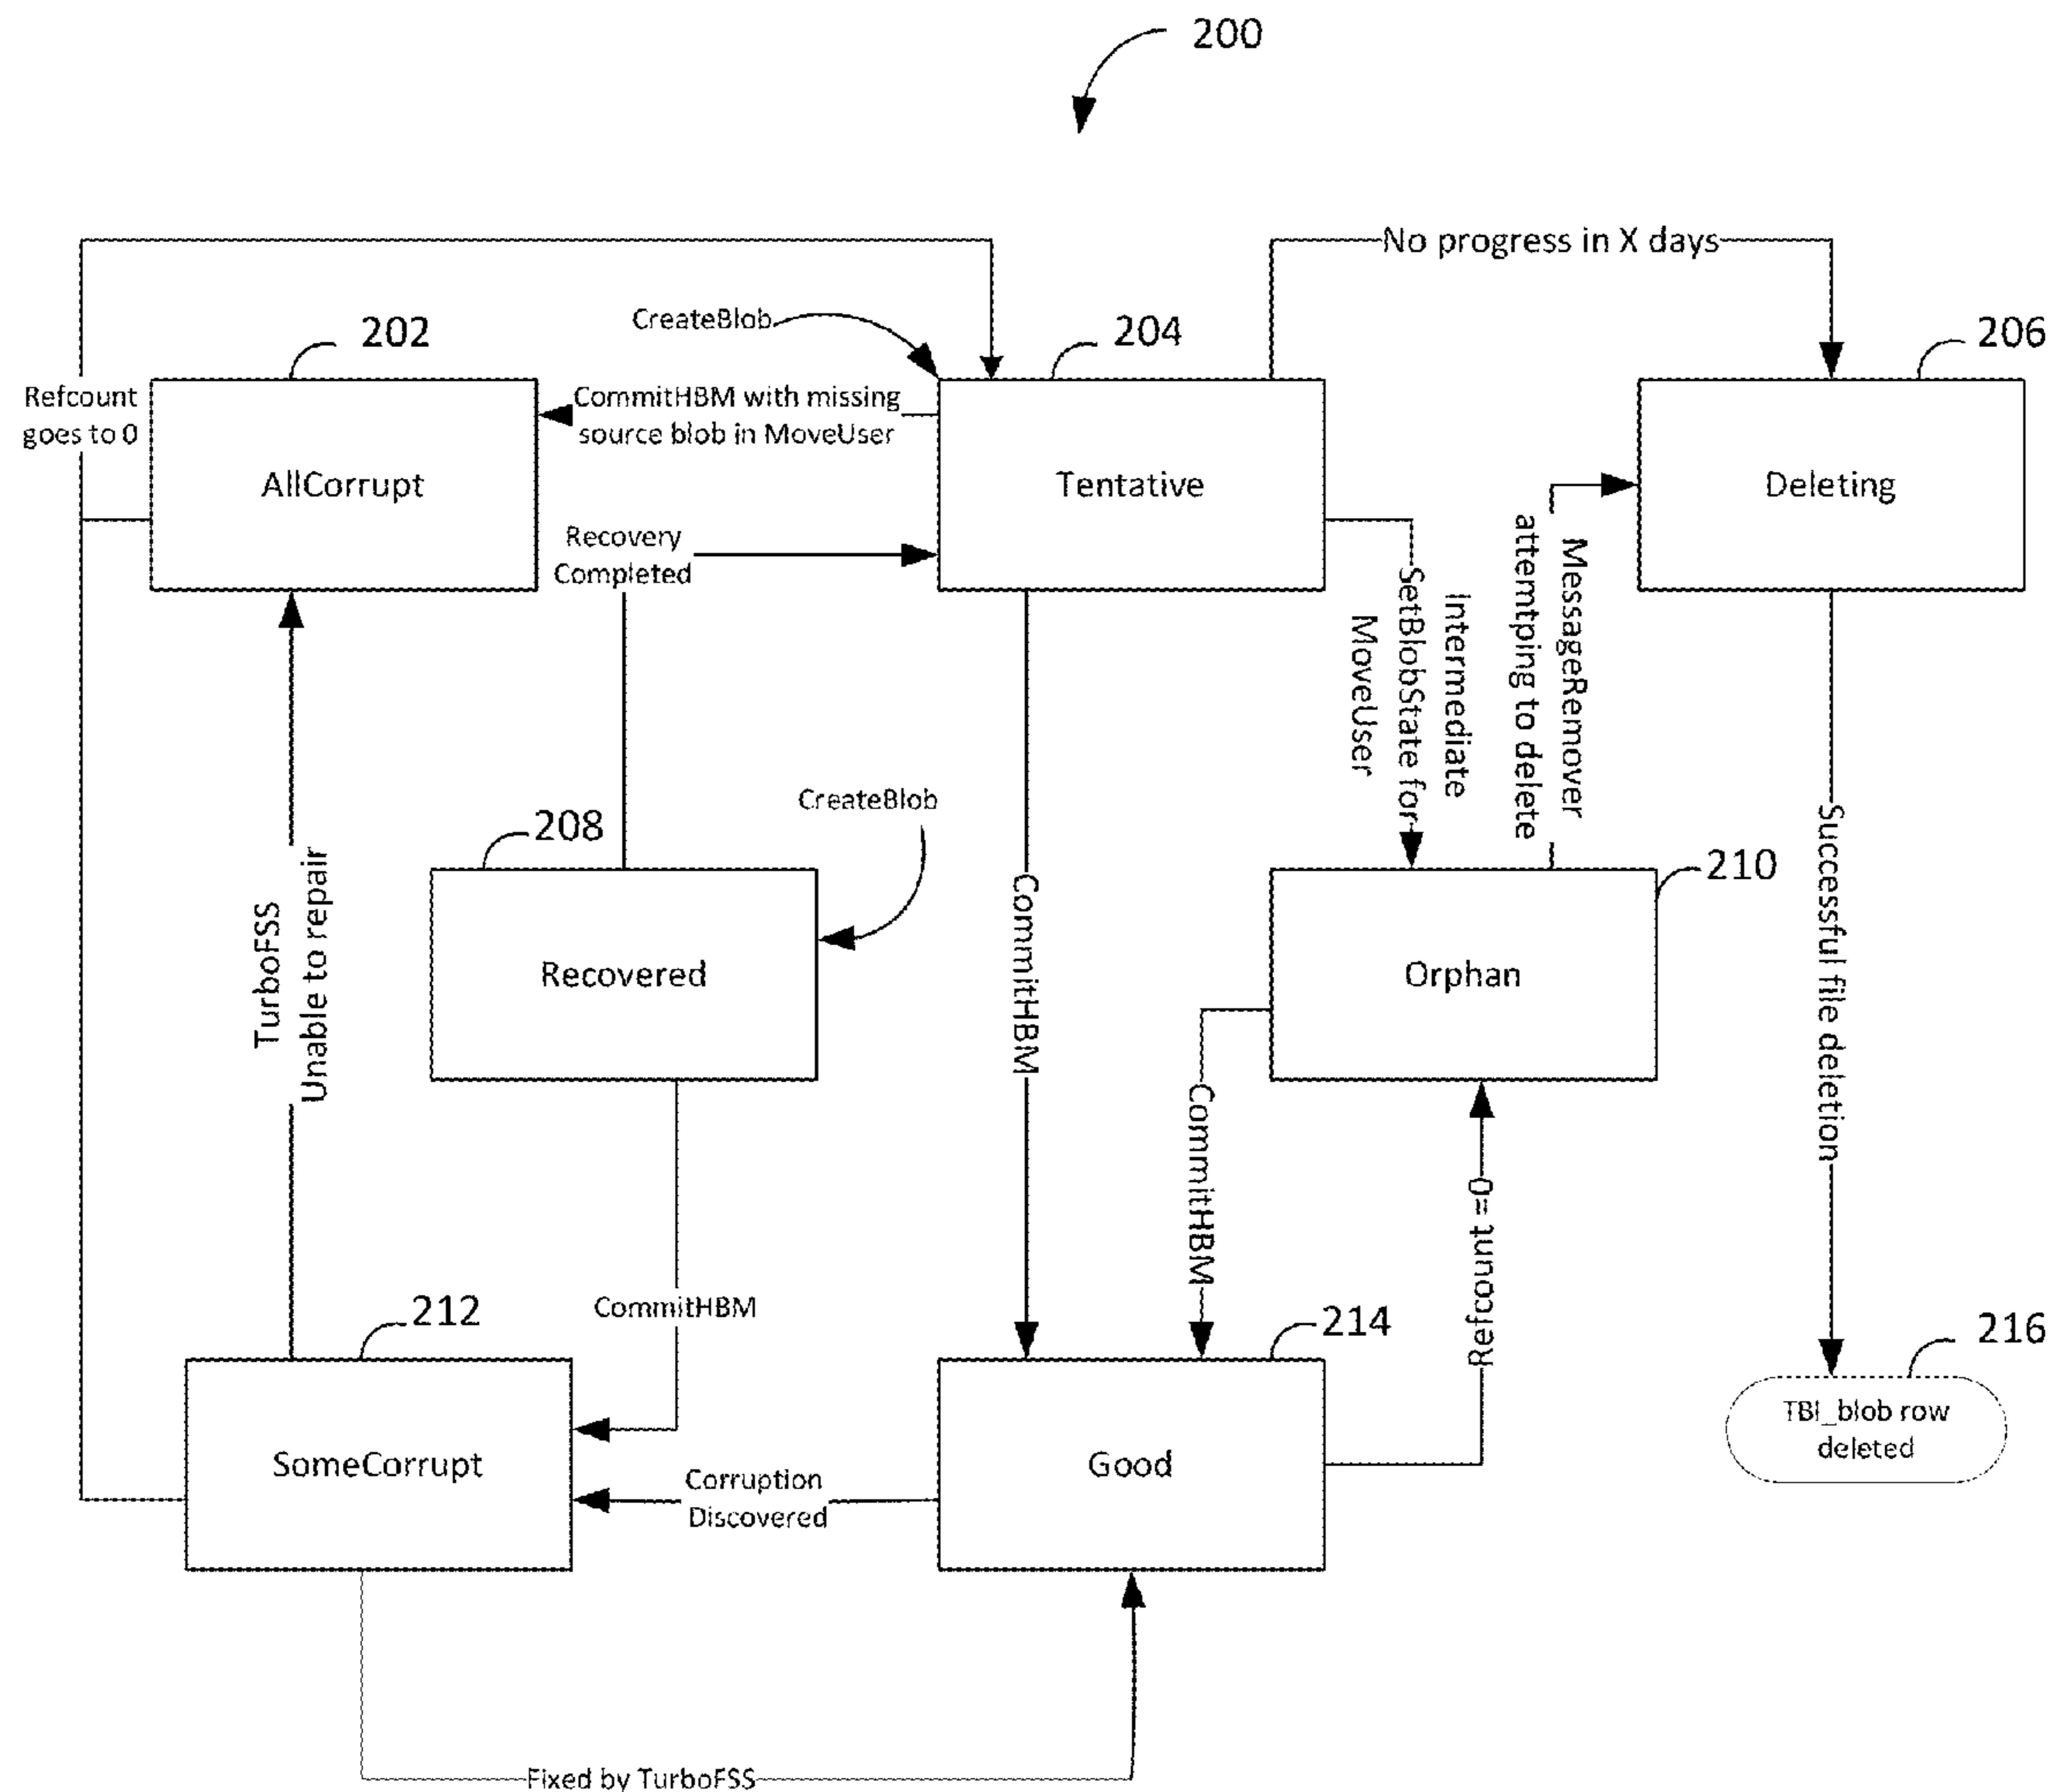 200
No progress in X days
CreateBlob
202
204
206
Refcount
goes to 0
CommitHBM with missing
source blob in MoveUser
AllCorrupt
Tentative
Deleting
Recovery
Completed
Intermediate
SetBlobState for
MoveUser
MessageRemover
attemtping to delete
CreateBlob
208
210
TurboFSS
Unable to repair
Recovered
CommitHBM
Orphan
Successful file deletion
CommitHBM
Refcount =0
CommitHBM
212
214
216
SomeCorrupt
Corruption
Discovered
Good
TBl_blob row
deleted
Fixed by TurboFSS